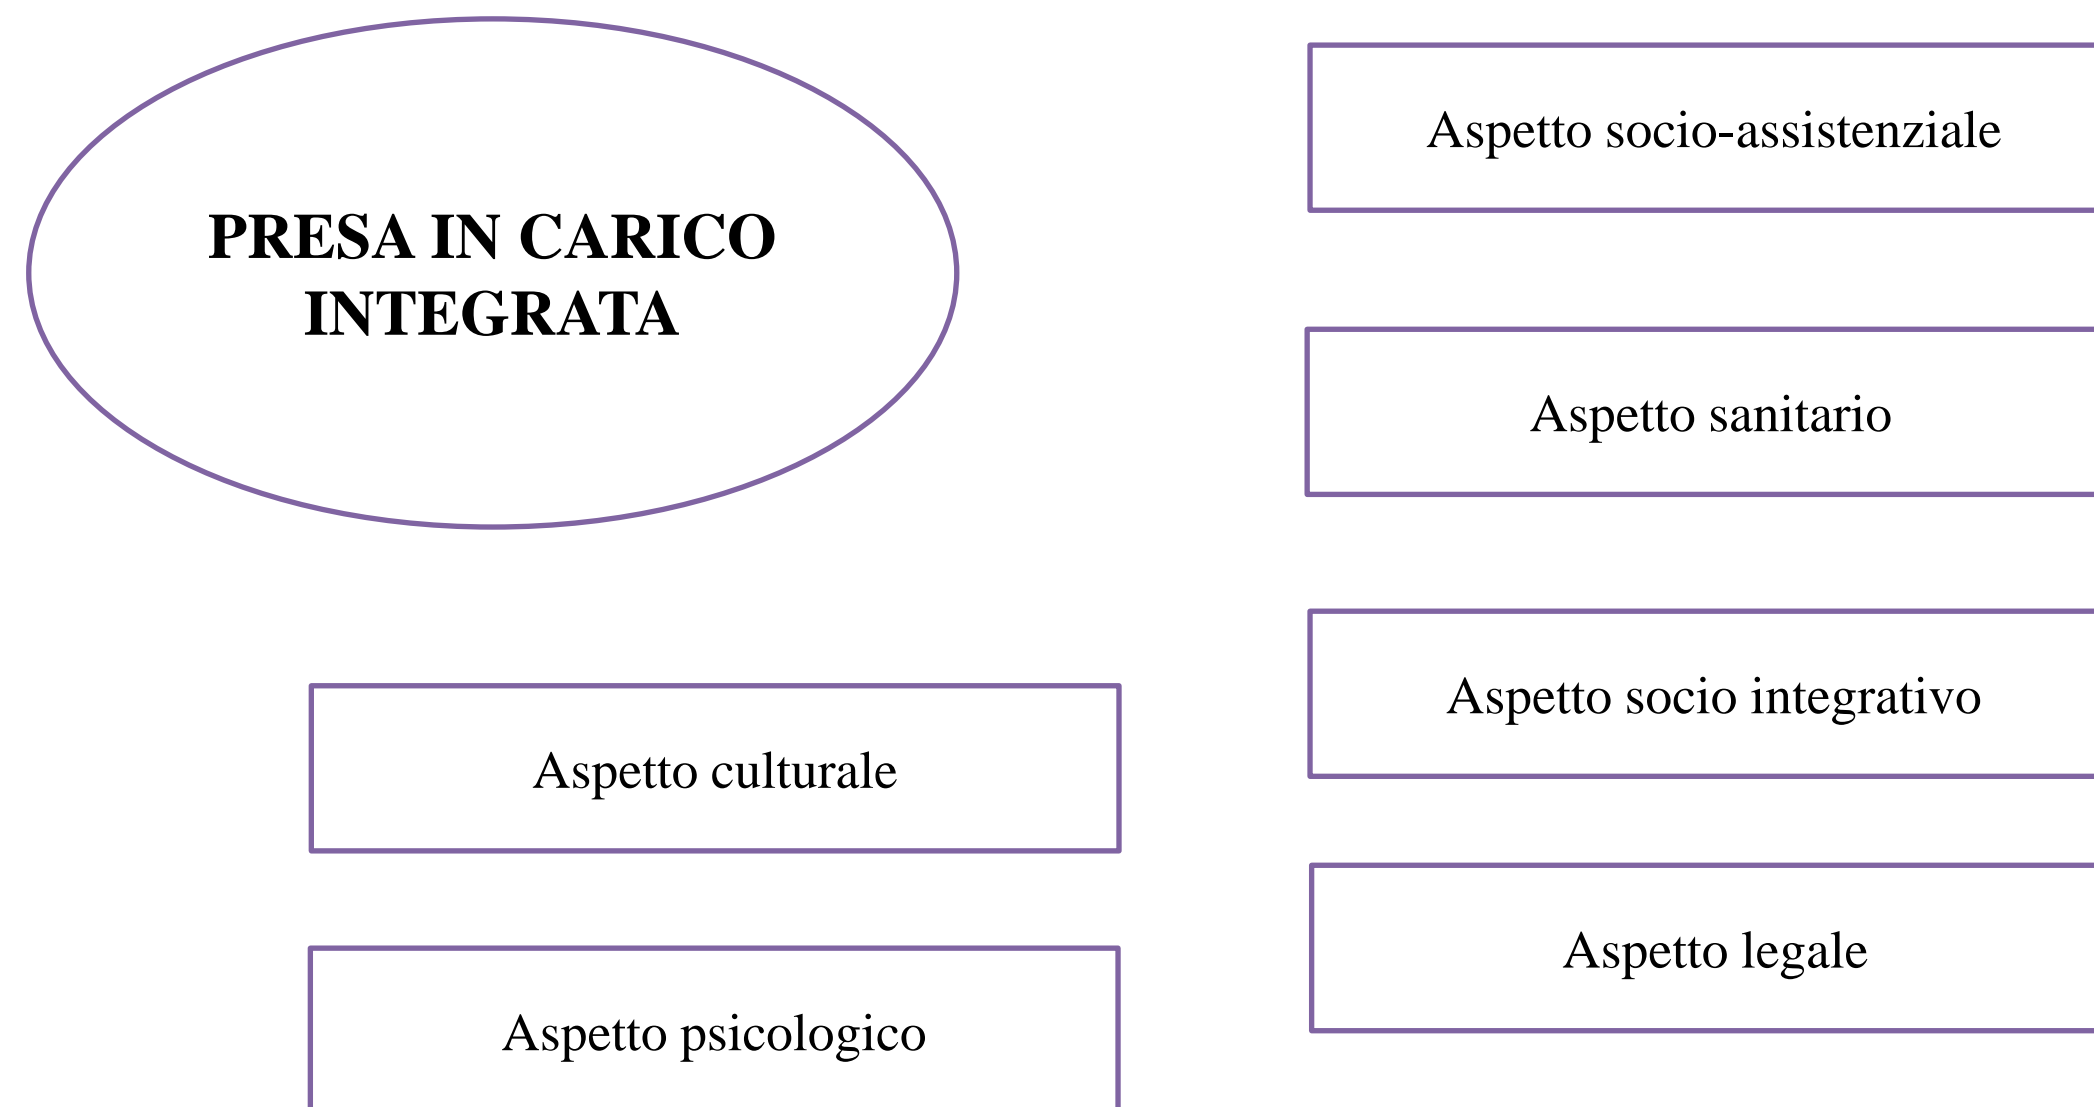 PRESA IN CARICO
INTEGRATA
Aspetto socio-assistenziale
Aspetto sanitario
Aspetto socio integrativo
Aspetto culturale
Aspetto legale
Aspetto psicologico